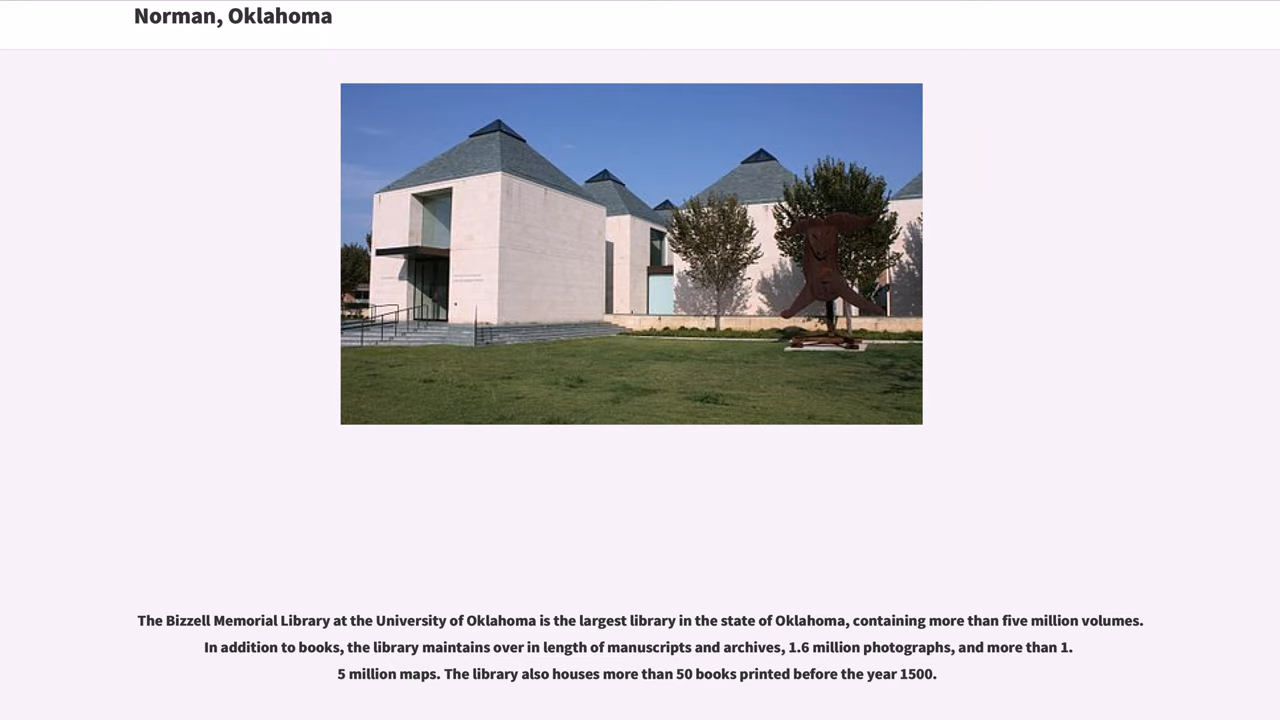 Norman, Oklahoma
The Bizzell Memorial Library at the University of Oklahoma is the largest library in the state of Oklahoma, containing more than five million volumes.
In addition to books, the library maintains over in length of manuscripts and archives, 1.6 million photographs, and more than 1.
5 million maps. The library also houses more than 50 books printed before the year 1500.